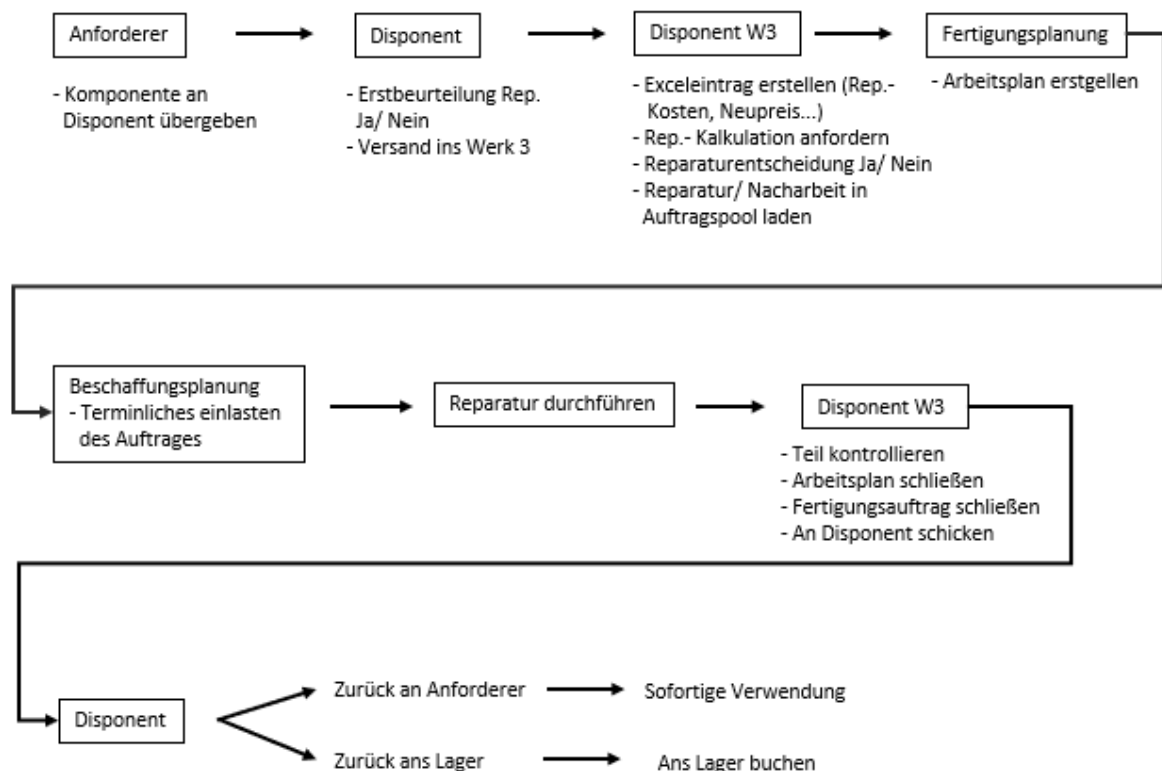 Anforderer
Disponent
Disponent W3
Fertigungsplanung
- Komponente an
Disponent übergeben
- Erstbeurteilung Rep.
Ja/ Nein
- Versand ins Werk 3
- Exceleintrag erstellen (Rep.-
Kosten, Neupreis...)
- Rep.- Kalkulation anfordern
- Reparaturentscheidung Ja/ Nein
- Reparatur/ Nacharbeit in
Auftragspool laden
- Arbeitsplan erstgellen
Beschaffungsplanung
- Terminliches einlasten
des Auftrages
Reparatur durchführen
Disponent W3
- Teil kontrollieren
- Arbeitsplan schließen
- Fertigungsauftrag schließen
- An Disponent schicken
Disponent
Zurück an Anforderer
Sofortige Verwendung
Zurück ans Lager
Ans Lager buchen